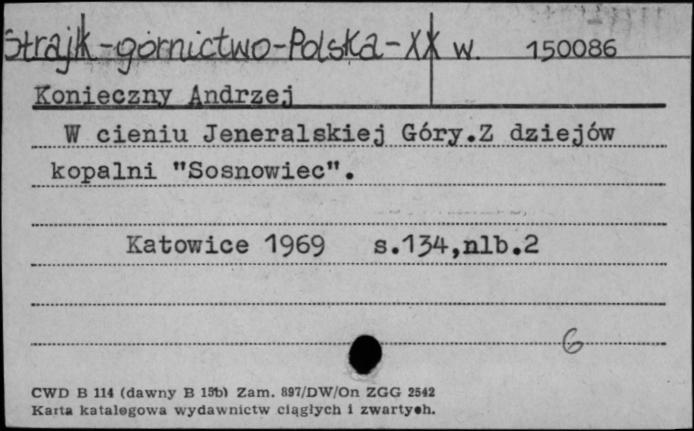 Strajk-górnictwo-Polska-XX w. 150086
Konieczny Andrzej
W cieniu Jeneralskiej Góry.Z dziejów
kopalni "Sosnowiec".
Katowice 1969 s.134,nlb.2
6
CWD B 114 (dawny B 15b) Zam. 897/DW/On ZGG 2542
Karta katalogowa wydawnictw ciągłych i zwartych.